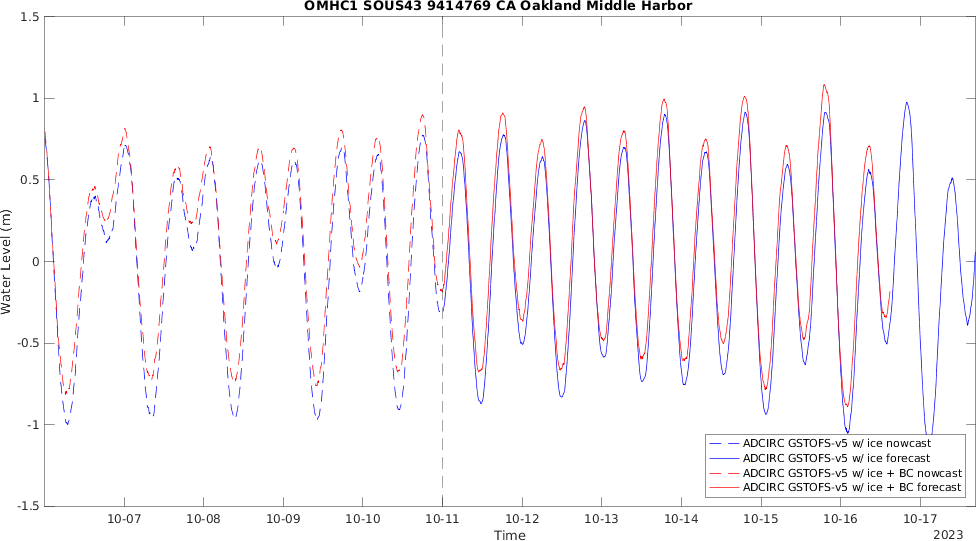 OMHC1 SOUS43 9414769 CA Oakland Middle Harbor
1.5
1
0.5
0
-0.5
-1
-1.5
Water Level (m)
10-07 10-08 10-09 10-10 10-11 10-12 10-13 10-14 10-15 10-16 10-17
Time
2023
ADCIRC GSTOFS-v5 w/ ice nowcast
ADCIRC GSTOFS-v5 w/ ice forecast
ADCIRC GSTOFS-v5 w/ ice + BC nowcast
ADCIRC GSTOFS-v5 w/ ice + BC forecast